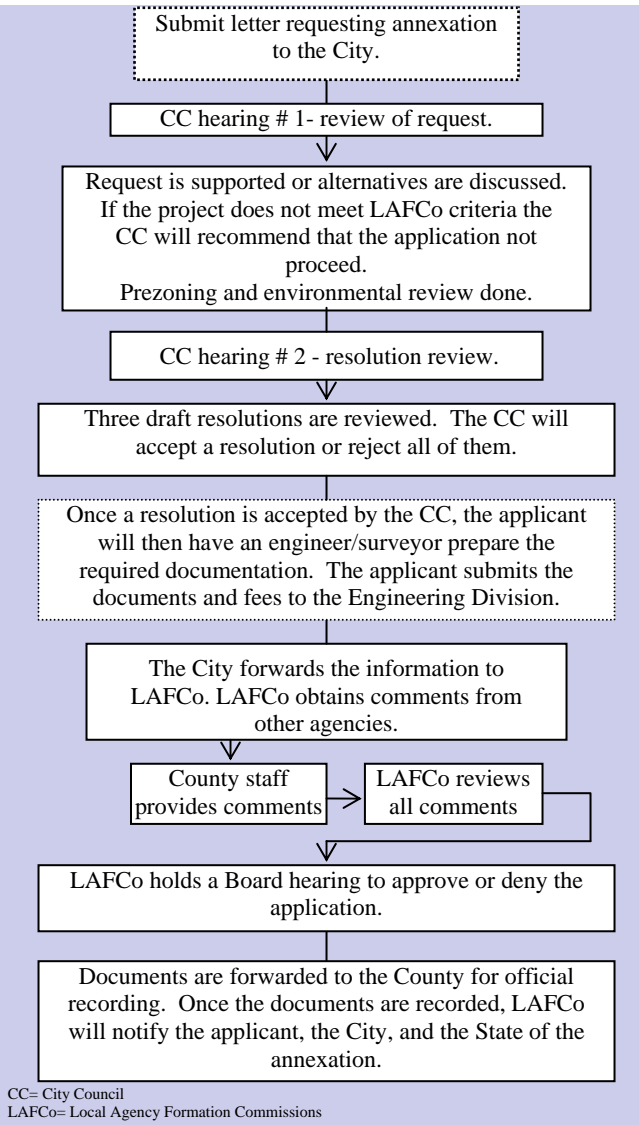 Submit letter requesting annexation
to the City.
CC hearing # 1- review of request.
Request is supported or alternatives are discussed.
If the project does not meet LAFCo criteria the
CC will recommend that the application not
proceed.
Prezoning and environmental review done.
CC hearing # 2 - resolution review.
Three draft resolutions are reviewed. The CC will
accept a resolution or reject all of them.
Once a resolution is accepted by the CC, the applicant
will then have an engineer/surveyor prepare the
required documentation. The applicant submits the
documents and fees to the Engineering Division.
The City forwards the information to
LAFCo. LAFCo obtains comments from
other agencies.
County staff
provides comments
LAFCo reviews
all comments
LAFCo holds a Board hearing to approve or deny the
application.
Documents are forwarded to the County for official
recording. Once the documents are recorded, LAFCo
will notify the applicant, the City, and the State of the
annexation.
CC= City Council
LAFCo= Local Agency Formation Commissions